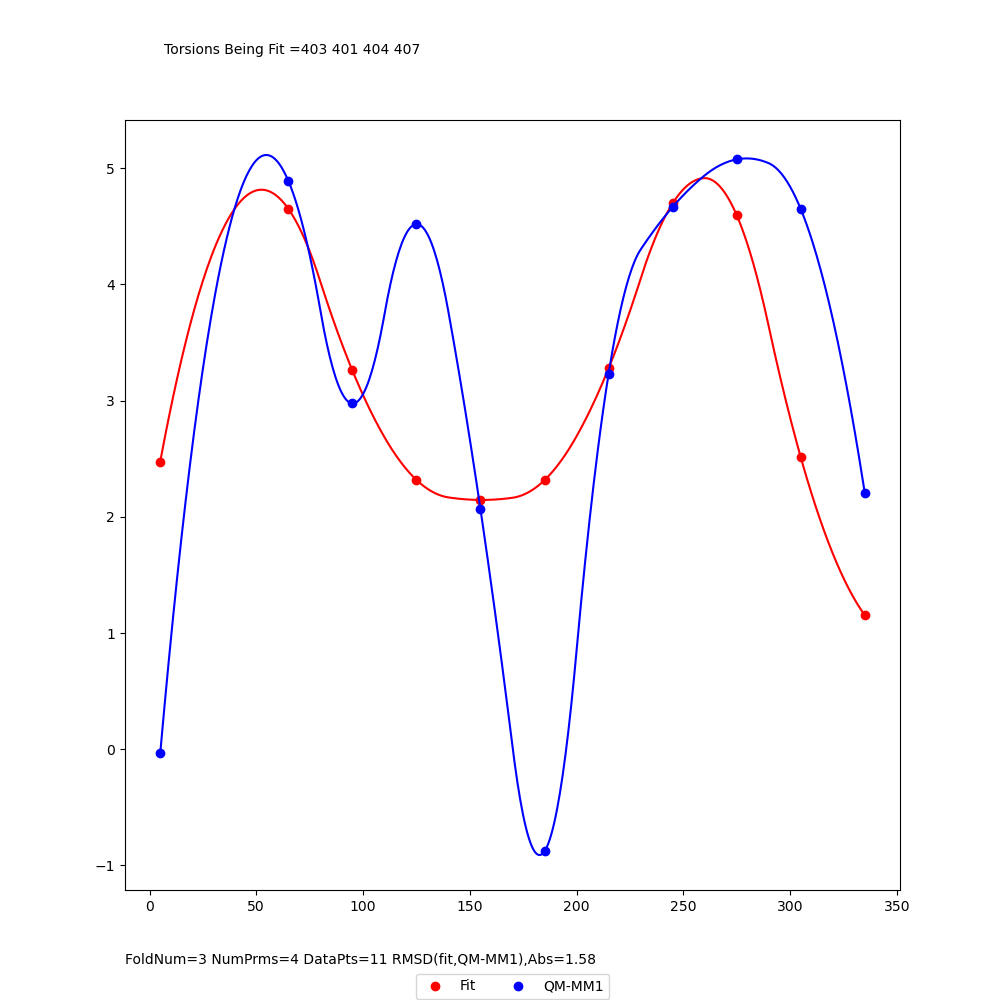 Torsions Being Fit =403 401 404 407
5
4
3
2
1
0
−1
0 50 100 150 200 250 300 350
FoldNum=3 NumPrms=4 DataPts=11 RMSD(fit,QM-MM1),Abs=1.58
Fit QM-MM1